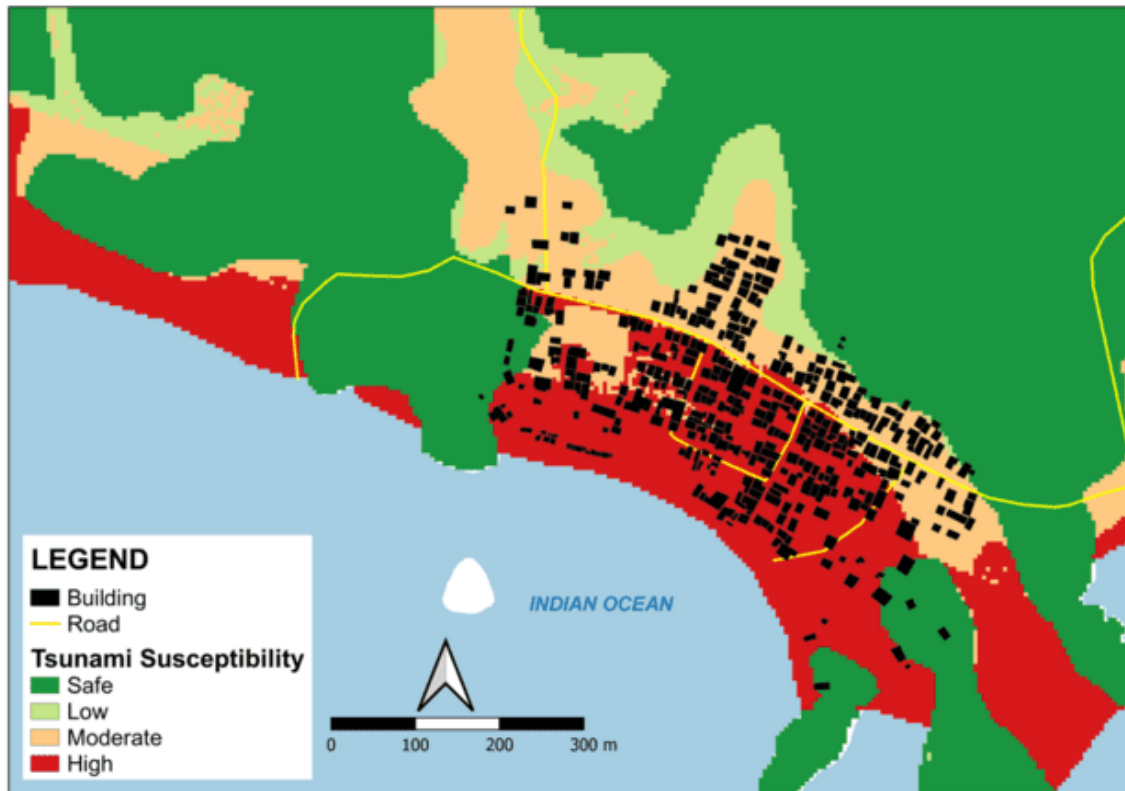 LEGEND
Building
Road
Tsunami Susceptibility
Safe
Low
Moderate
High
INDIAN OCEAN
0 100 200 300 m